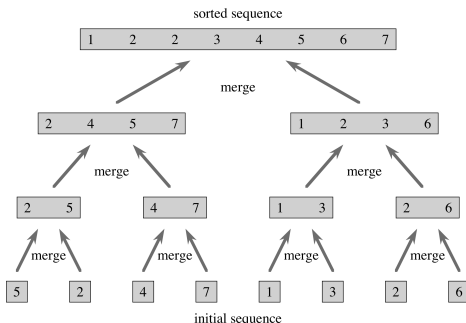 sorted sequence
1 2 2 3 4 5 6 7
merge
2 4 5 7 1 2 3 6
merge merge
2 5 4 7 1 3 2 6
merge merge merge merge
5 2 4 7 1 3 2 6
initial sequence